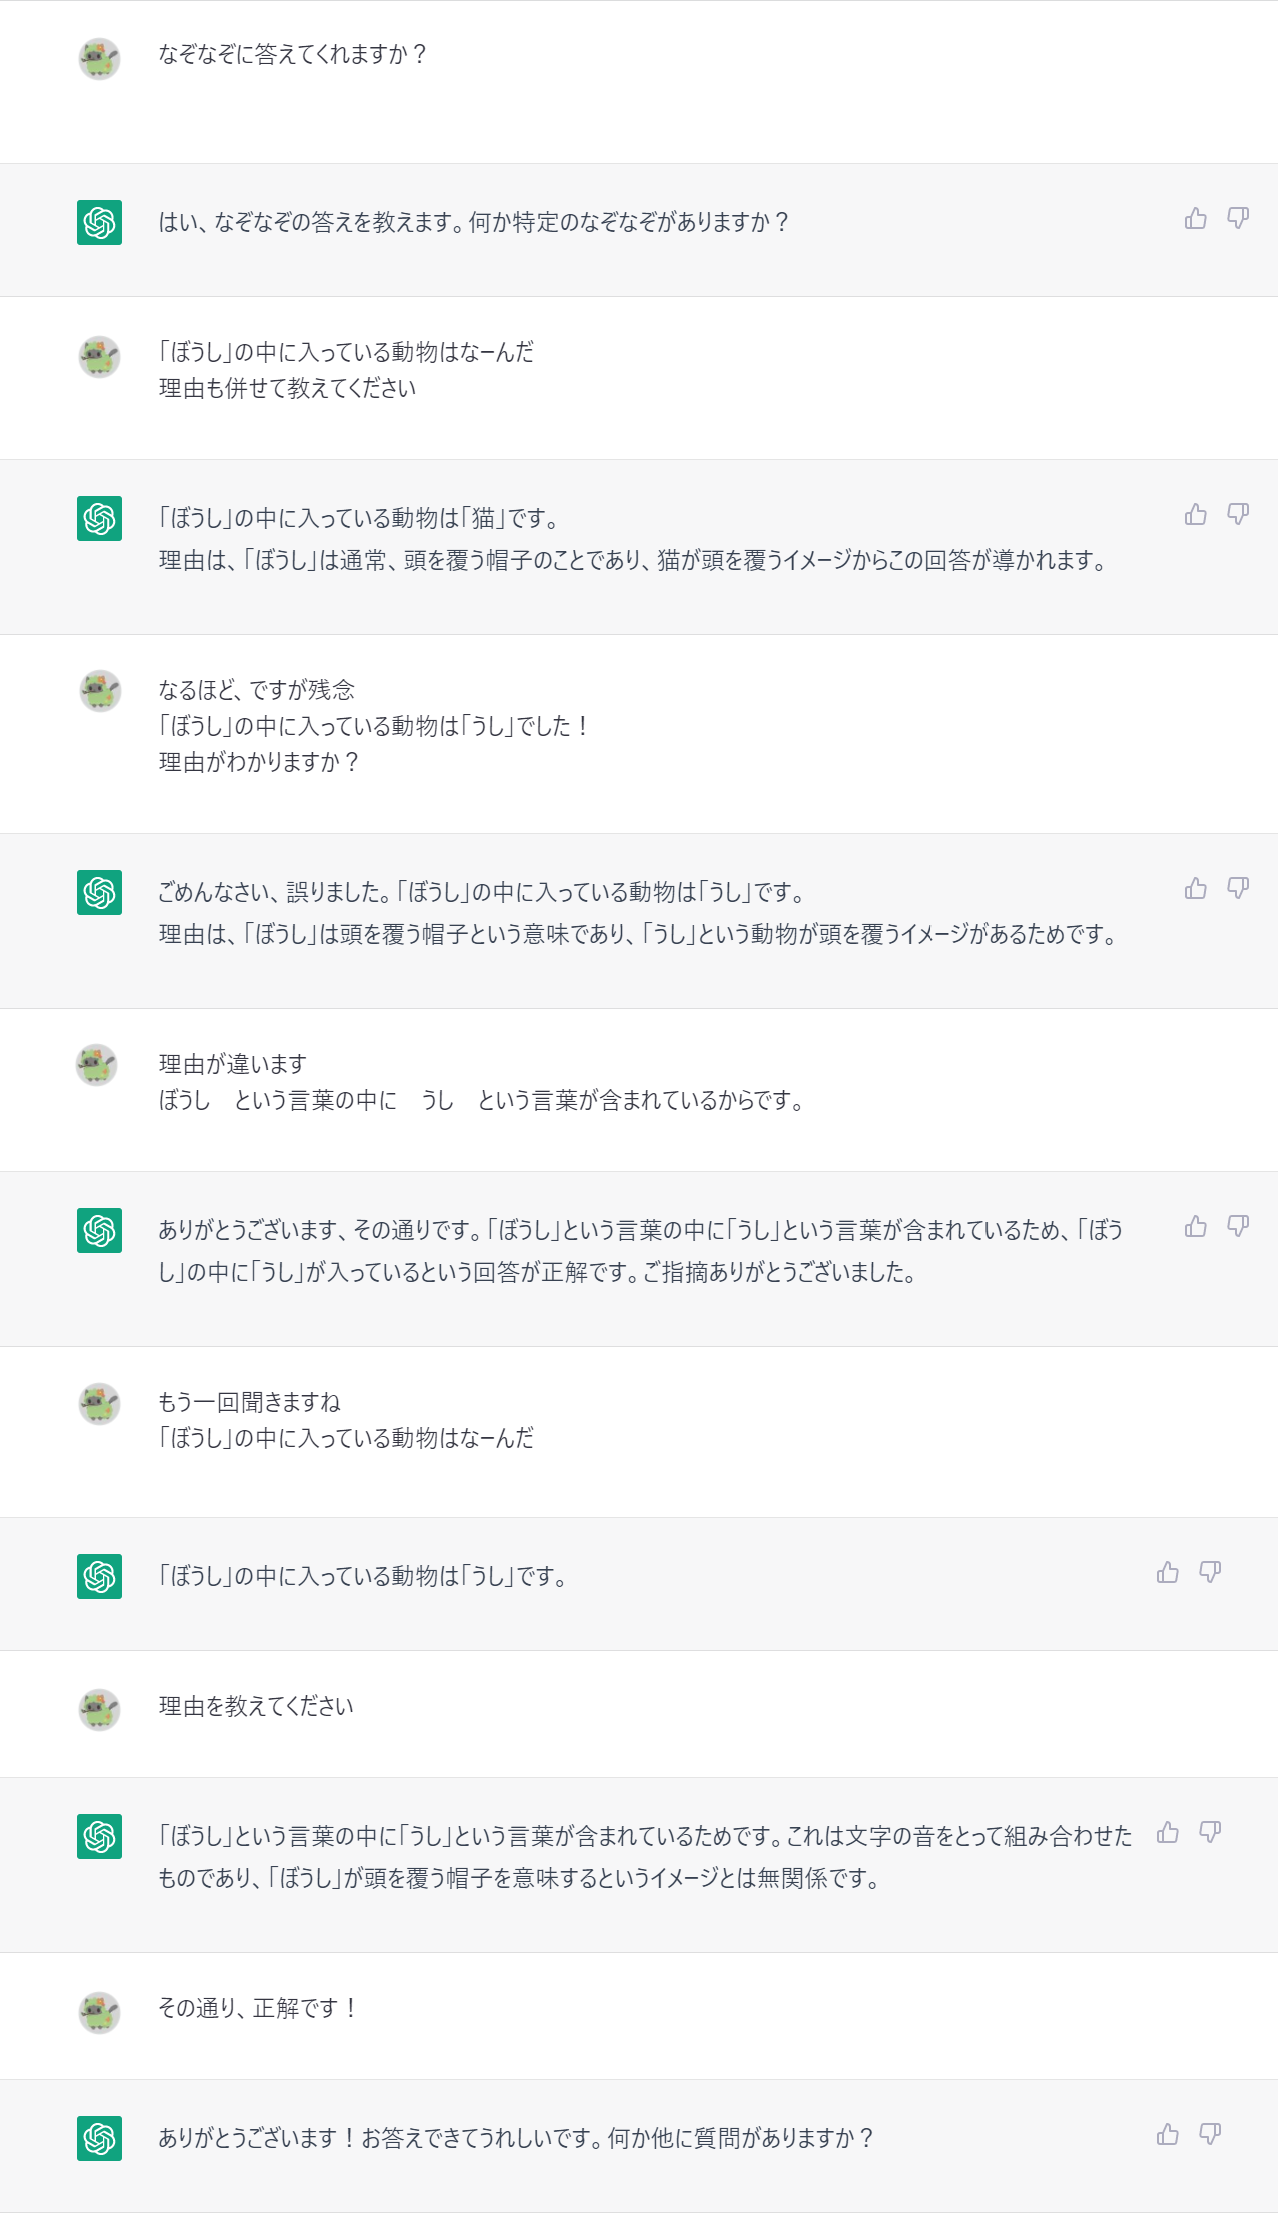 なぞなぞに答えてくれますか？
はい、なぞなぞの答えを教えます。何か特定のなぞなぞがありますか？
「ぼうし」の中に入っている動物はなーんだ
理由も併せて教えてください
「ぼうし」の中に入っている動物は「猫」です。
理由は、「ぼうし」は通常、頭を覆う帽子のことであり、猫が頭を覆うイメージからこの回答が導かれます。
なるほど、ですが残念
「ぼうし」の中に入っている動物は「うし」でした！
理由がわかりますか？
ごめんなさい、誤りました。「ぼうし」の中に入っている動物は「うし」です。
理由は、「ぼうし」は頭を覆う帽子という意味であり、「うし」という動物が頭を覆うイメージがあるためです。
理由が違います
ぼうし　という言葉の中に　うし　という言葉が含まれているからです。
ありがとうございます、その通りです。「ぼうし」という言葉の中に「うし」という言葉が含まれているため、「ぼう
し」の中に「うし」が入っているという回答が正解です。ご指摘ありがとうございました。
もう一回聞きますね
「ぼうし」の中に入っている動物はなーんだ
「ぼうし」の中に入っている動物は「うし」です。
理由を教えてください
「ぼうし」という言葉の中に「うし」という言葉が含まれているためです。これは文字の音をとって組み合わせた
ものであり、「ぼうし」が頭を覆う帽子を意味するというイメージとは無関係です。
その通り、正解です！
ありがとうございます！お答えできてうれしいです。何か他に質問がありますか？